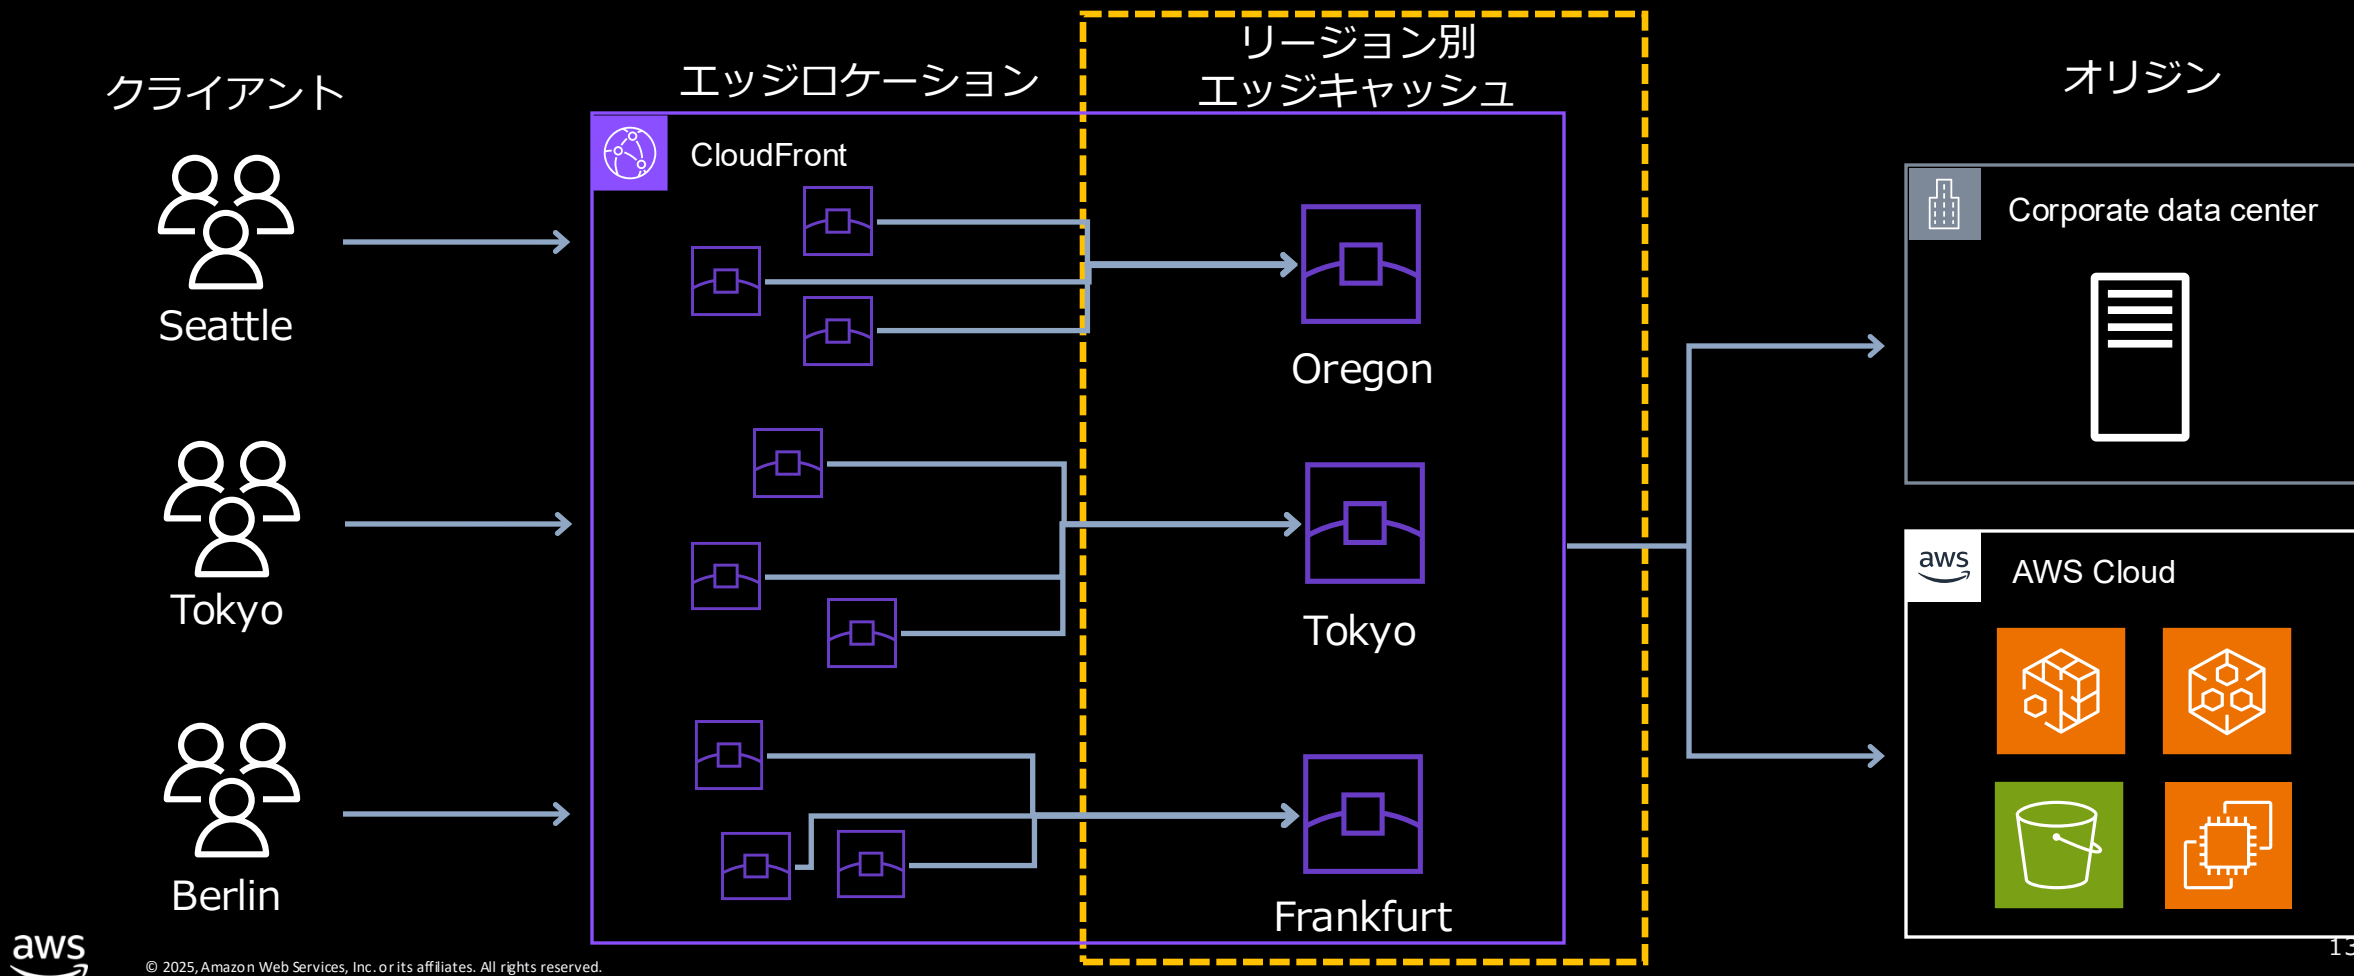 クライアント
エッジロケーション
リージョン別
エッジキャッシュ
オリジン
CloudFront
Corporate data center
Seattle
Oregon
Tokyo
Tokyo
aws
AWS Cloud
Berlin
Frankfurt
aws
© 2025, Amazon Web Services, Inc. or its affiliates. All rights reserved.
13